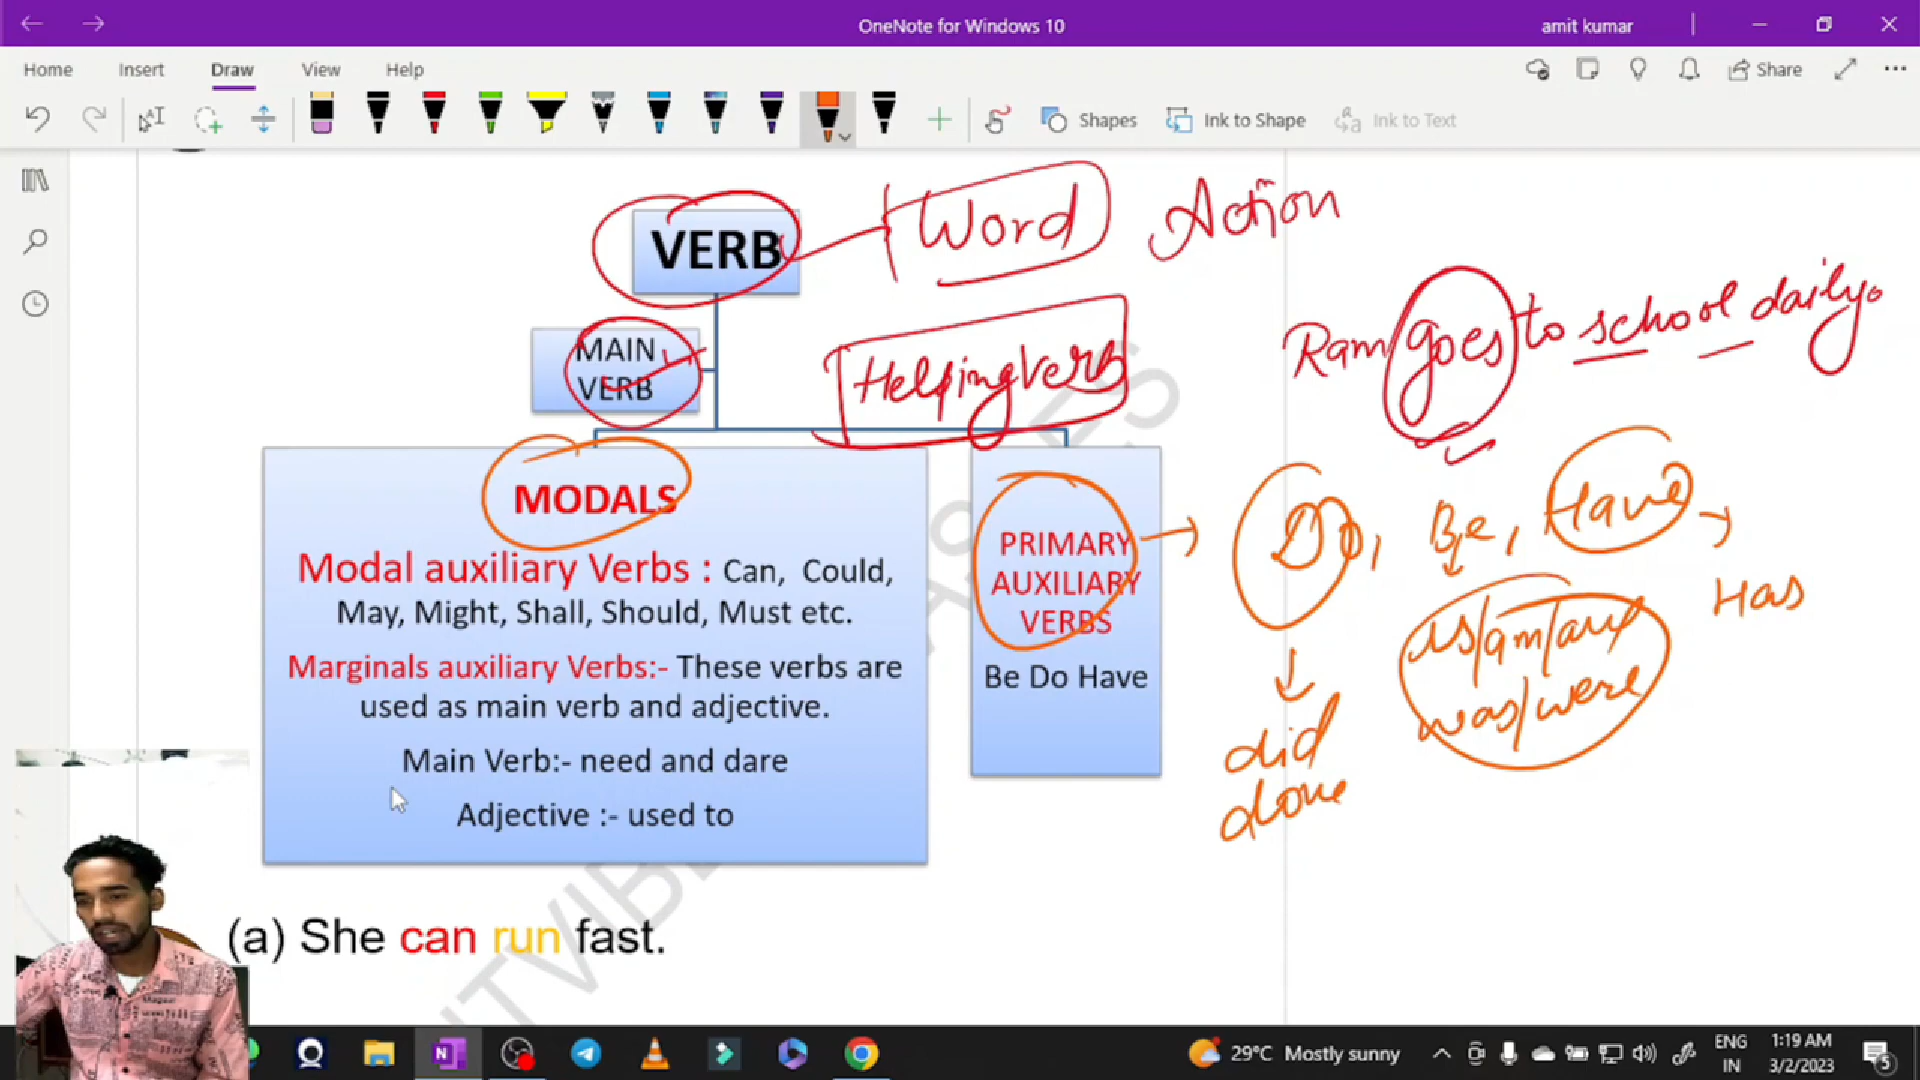 OneNote for Windows 10
amit kumar
Home Insert Draw View Help
Share
Shapes Ink to Shape Ink to Text
VERB
Word Action
MAIN
VERB
Helping Verb
Ram goes to school daily.
MODALS
Modal auxiliary Verbs : Can, Could,
May, Might, Shall, Should, Must etc.
Marginals auxiliary Verbs:- These verbs are
used as main verb and adjective.
Main Verb:- need and dare
Adjective :- used to
PRIMARY
AUXILIARY
VERBS
Be Do Have
Do, Be, Have
Has
is/am/are
was/were
did
done
(a) She can run fast.
29°C Mostly sunny
ENG
IN
1:19 AM
3/2/2023
5